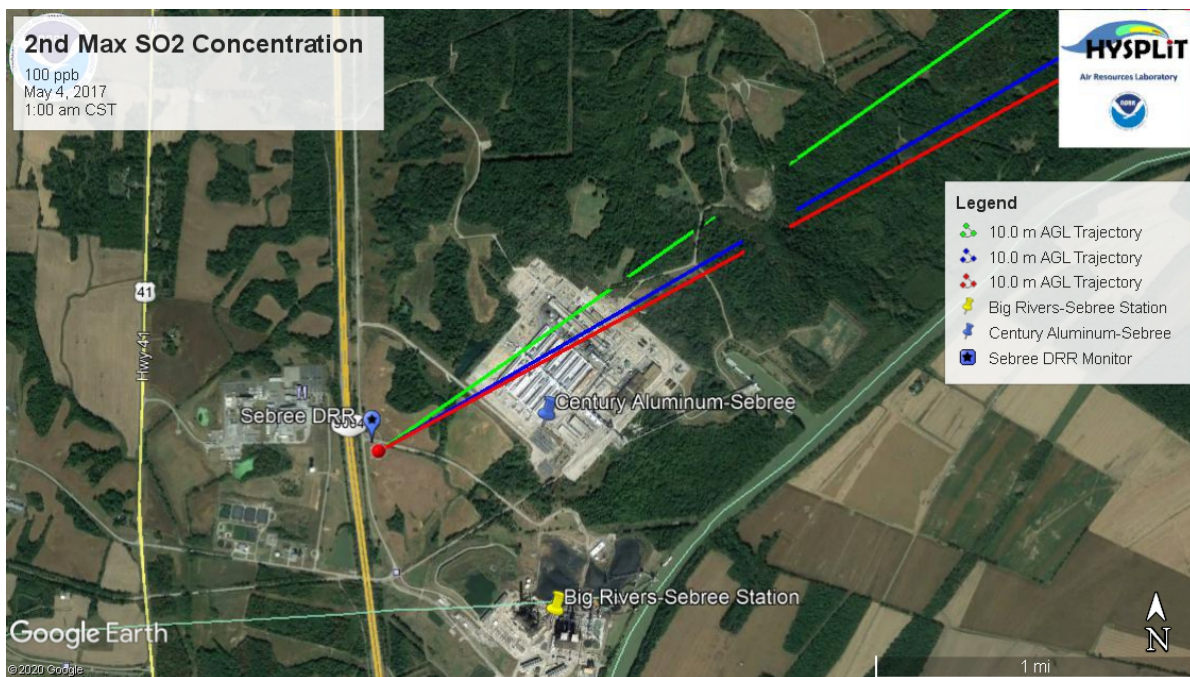 2nd Max SO2 Concentration
100 ppb
May 4, 2017
1:00 am CST
HYSPLIT
Air Resources Laboratory
NOAA
Legend
10.0 m AGL Trajectory
10.0 m AGL Trajectory
10.0 m AGL Trajectory
Big Rivers-Sebree Station
Century Aluminum-Sebree
Sebree DRR Monitor
41
Hwy 41
Sebree DRR
Century Aluminum-Sebree
Big Rivers-Sebree Station
Google Earth
©2020 Google
N
1 mi